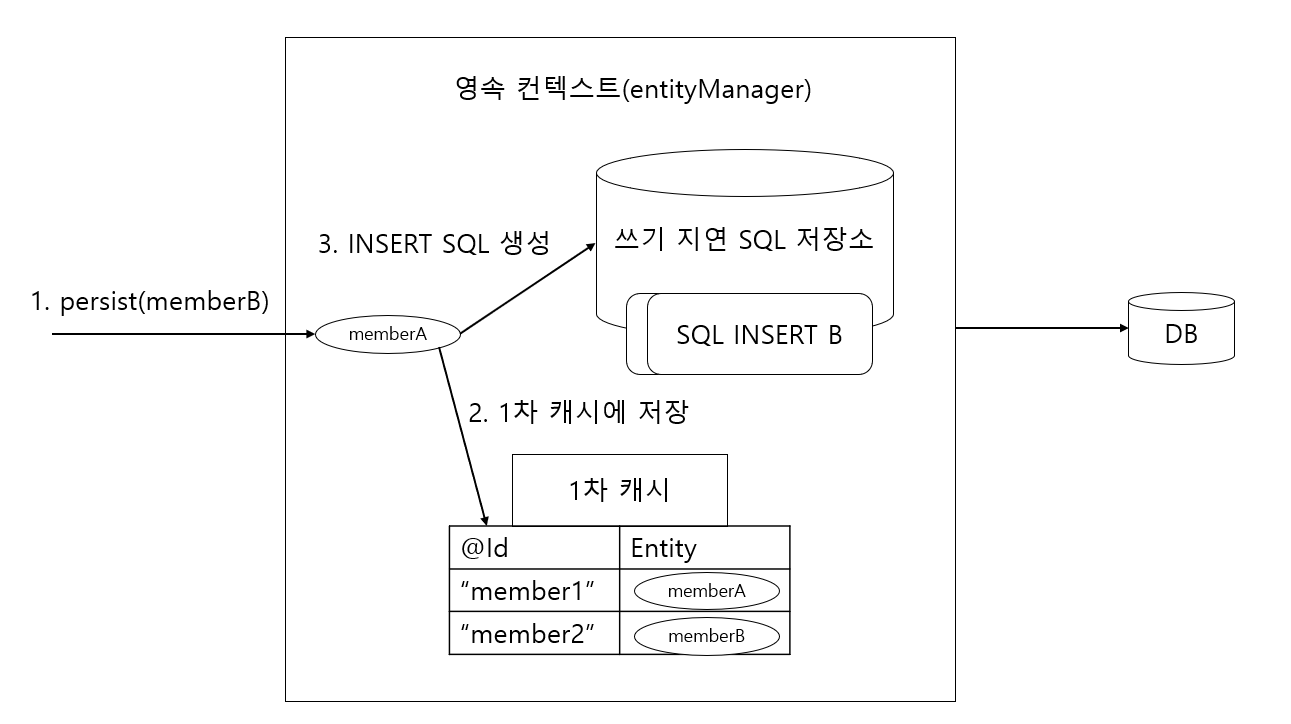 영속 컨텍스트(entityManager)
쓰기 지연 SQL 저장소
3. INSERT SQL 생성
1. persist(memberB)
memberA
SQL INSERT B
DB
2. 1차 캐시에 저장
1차 캐시
@Id Entity
“member1” memberA
“member2” memberB